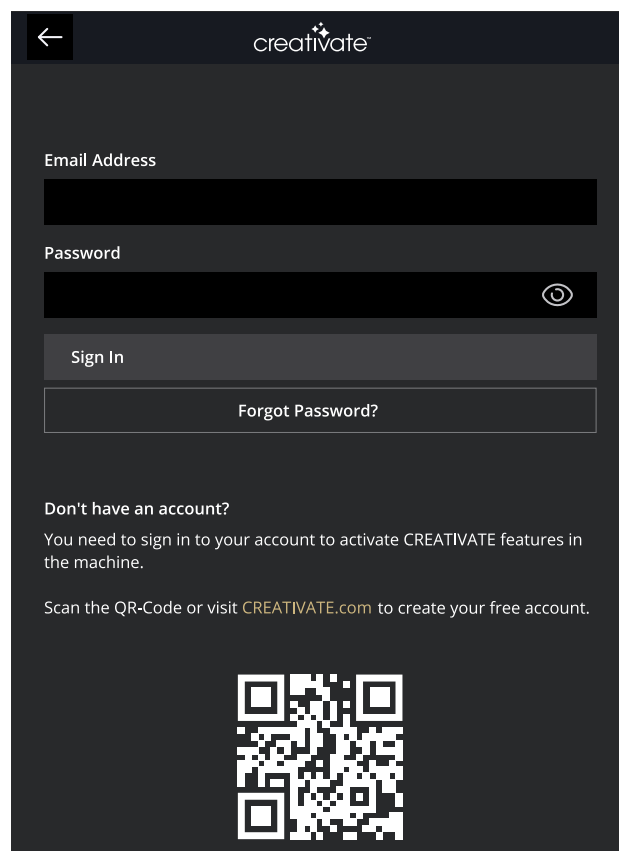 creativate™
Email Address
Password
Sign In
Forgot Password?
Don't have an account?
You need to sign in to your account to activate CREATIVATE features in
the machine.
Scan the QR-Code or visit CREATIVATE.com to create your free account.